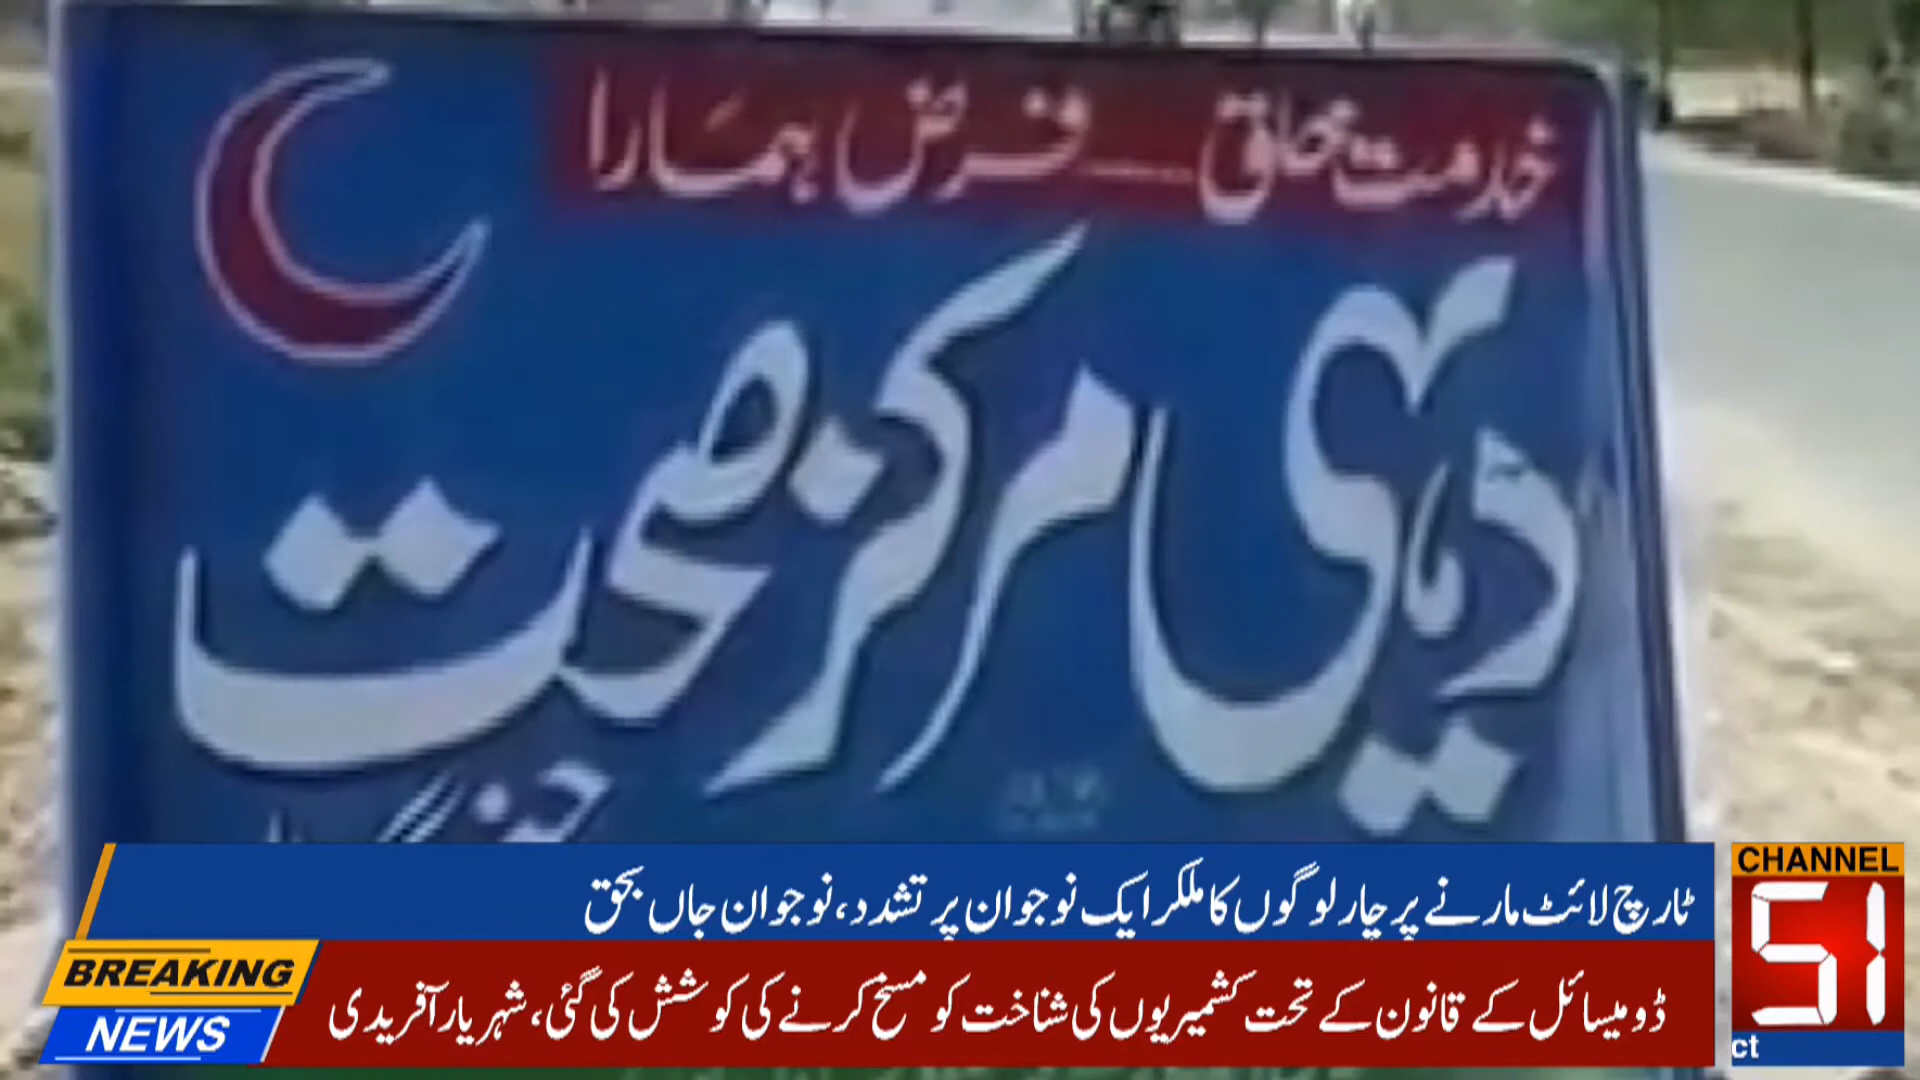 خدمت خلق ---- فرض ہمارا
دیہی مرکز صحت
ٹارچ لائٹ مارنے پر چار لوگوں کا ملکر ایک نوجوان پر تشدد، نوجوان جاں بحق
ڈومیسائل کے قانون کے تحت کشمیریوں کی شناخت کو مسخ کرنے کی کوشش کی گئی، شہریار آفریدی
BREAKING
NEWS
CHANNEL
51
ct